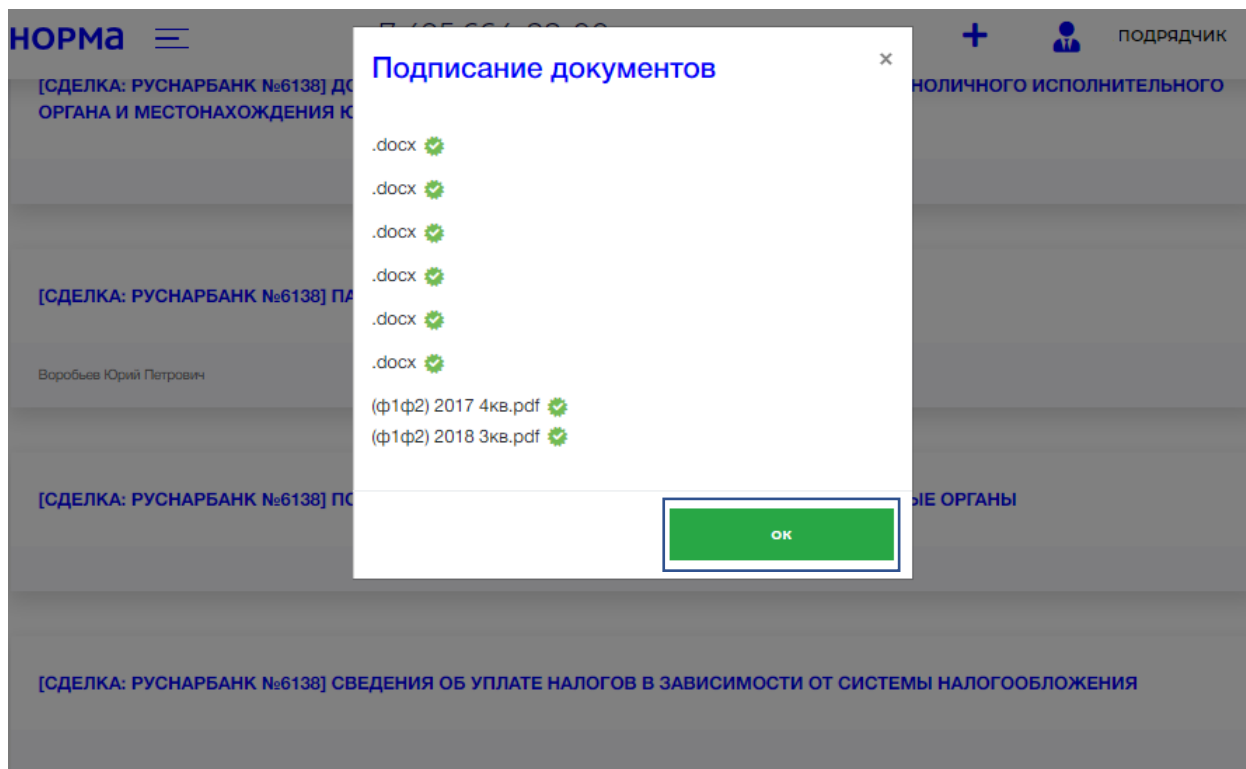 НОРМа
ПОДРЯДЧИК
Подписание документов
×
[СДЕЛКА: РУСНАРБАНК №6138]
НОЛИЧНОГО ИСПОЛНИТЕЛЬНОГО
ОРГАНА И МЕСТОНАХОЖДЕНИЯ
.docx
.docx
.docx
.docx
.docx
.docx
(ф1ф2) 2017 4кв.pdf
(ф1ф2) 2018 3кв.pdf
ОК
[СДЕЛКА: РУСНАРБАНК №6138] ПА
Воробьев Юрий Петрович
[СДЕЛКА: РУСНАРБАНК №6138] ПО
ЫЕ ОРГАНЫ
[СДЕЛКА: РУСНАРБАНК №6138] СВЕДЕНИЯ ОБ УПЛАТЕ НАЛОГОВ В ЗАВИСИМОСТИ ОТ СИСТЕМЫ НАЛОГООБЛОЖЕНИЯ